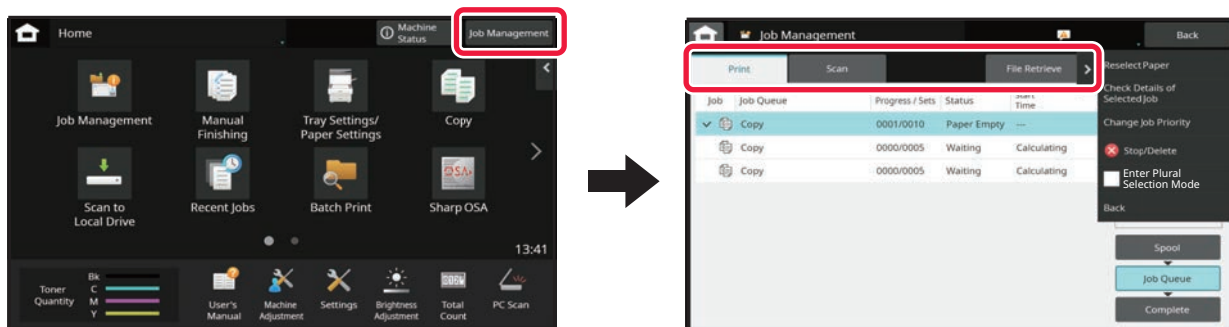 Home
Machine
Status
Job Management
Job Management
Manual
Finishing
Tray Settings/
Paper Settings
Copy
Scan to
Local Drive
Recent Jobs
Batch Print
Sharp OSA
OSA
13:41
Toner
Quantity
Bk
C
M
Y
User's
Manual
Machine
Adjustment
Settings
Brightness
Adjustment
Total
Count
PC Scan
Job Management
Back
Print
Scan
File Retrieve
Reselect Paper
Check Details of
Selected Job
Change Job Priority
Stop/Delete
Enter Plural
Selection Mode
Back
Job Job Queue Progress / Sets Status Start
Time
Copy 0001/0010 Paper Empty ---
Copy 0000/0005 Waiting Calculating
Copy 0000/0005 Waiting Calculating
Spool
Job Queue
Complete